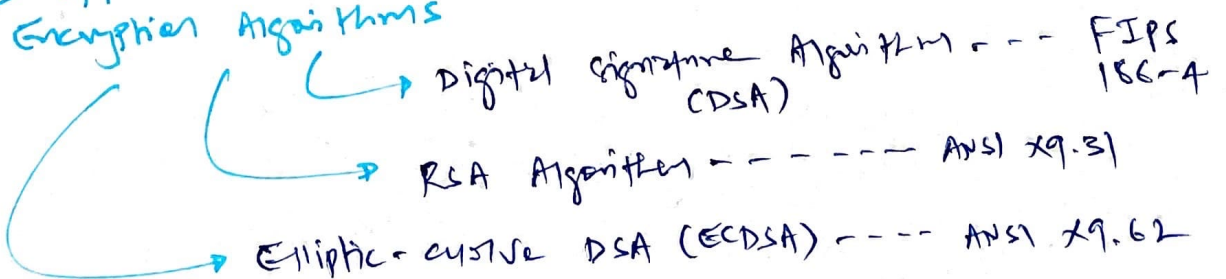 Encryption Algorithms
Digital Signature Algorithm --- FIPS
(DSA) 186-4
RSA Algorithm ------ ANSI X9.31
Elliptic-curve DSA (ECDSA) ---- ANSI X9.62